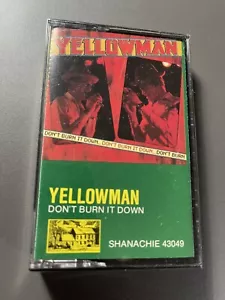 YELLOWMAN
DON'T BURN IT DOWN...DON'T BURN IT DOWN...DON'T BURN
YELLOWMAN
DON'T BURN IT DOWN
SHANACHIE 43049